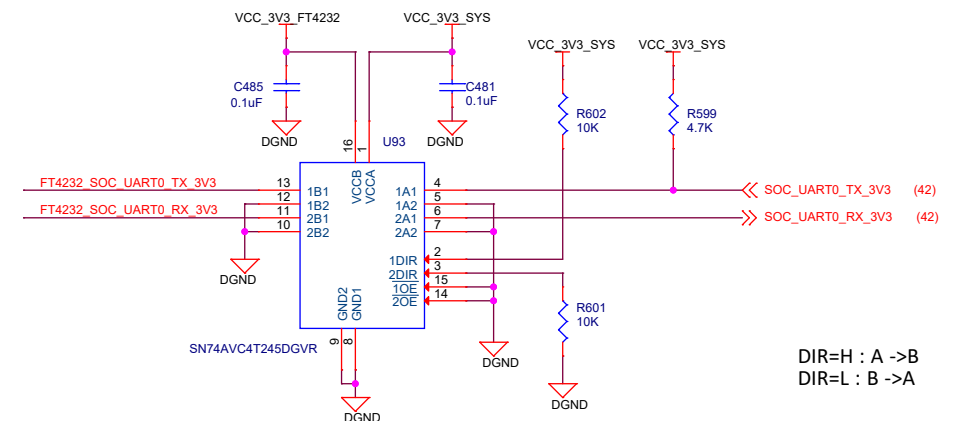 VCC_3V3_FT4232
VCC_3V3_SYS
VCC_3V3_SYS
VCC_3V3_SYS
C485
0.1uF
C481
0.1uF
R602
10K
R599
4.7K
DGND
DGND
16
1
U93
VCCB
VCCA
FT4232_SOC_UART0_TX_3V3
13
1B1
1A1
4
SOC_UART0_TX_3V3 (42)
12
1B2
1A2
5
FT4232_SOC_UART0_RX_3V3
11
2B1
2A1
6
SOC_UART0_RX_3V3 (42)
10
2B2
2A2
7
1DIR
2
2DIR
3
1OE
15
2OE
14
DGND
GND2
GND1
9
8
R601
10K
SN74AVC4T245DGVR
DGND
DGND
DGND
DIR=H : A ->B
DIR=L : B ->A